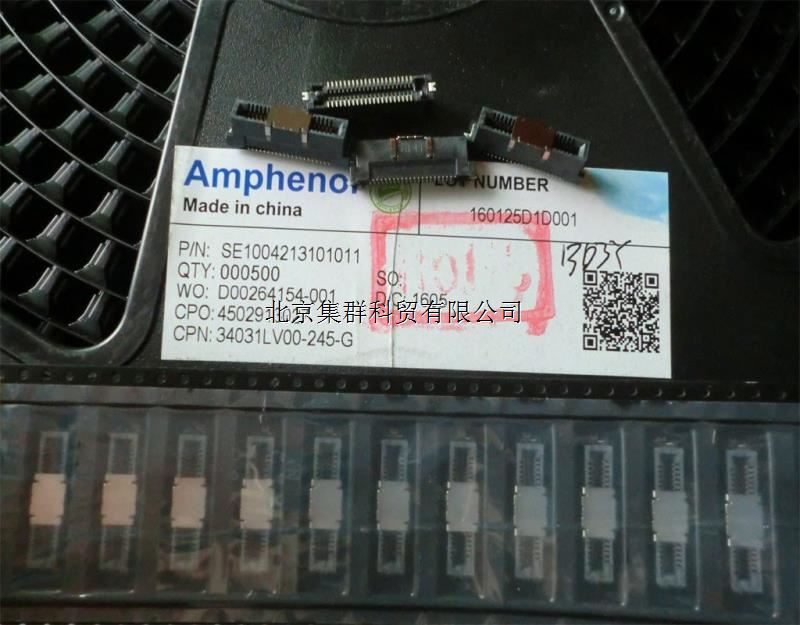 Amphenol
LOT NUMBER
Made in china
160125D1D001
P/N: SE1004213101011
QTY: 000500
SO:
WO: D00264154-001
D/C: 1605
北京集群科贸有限公司
CPN: 34031LV00-245-G